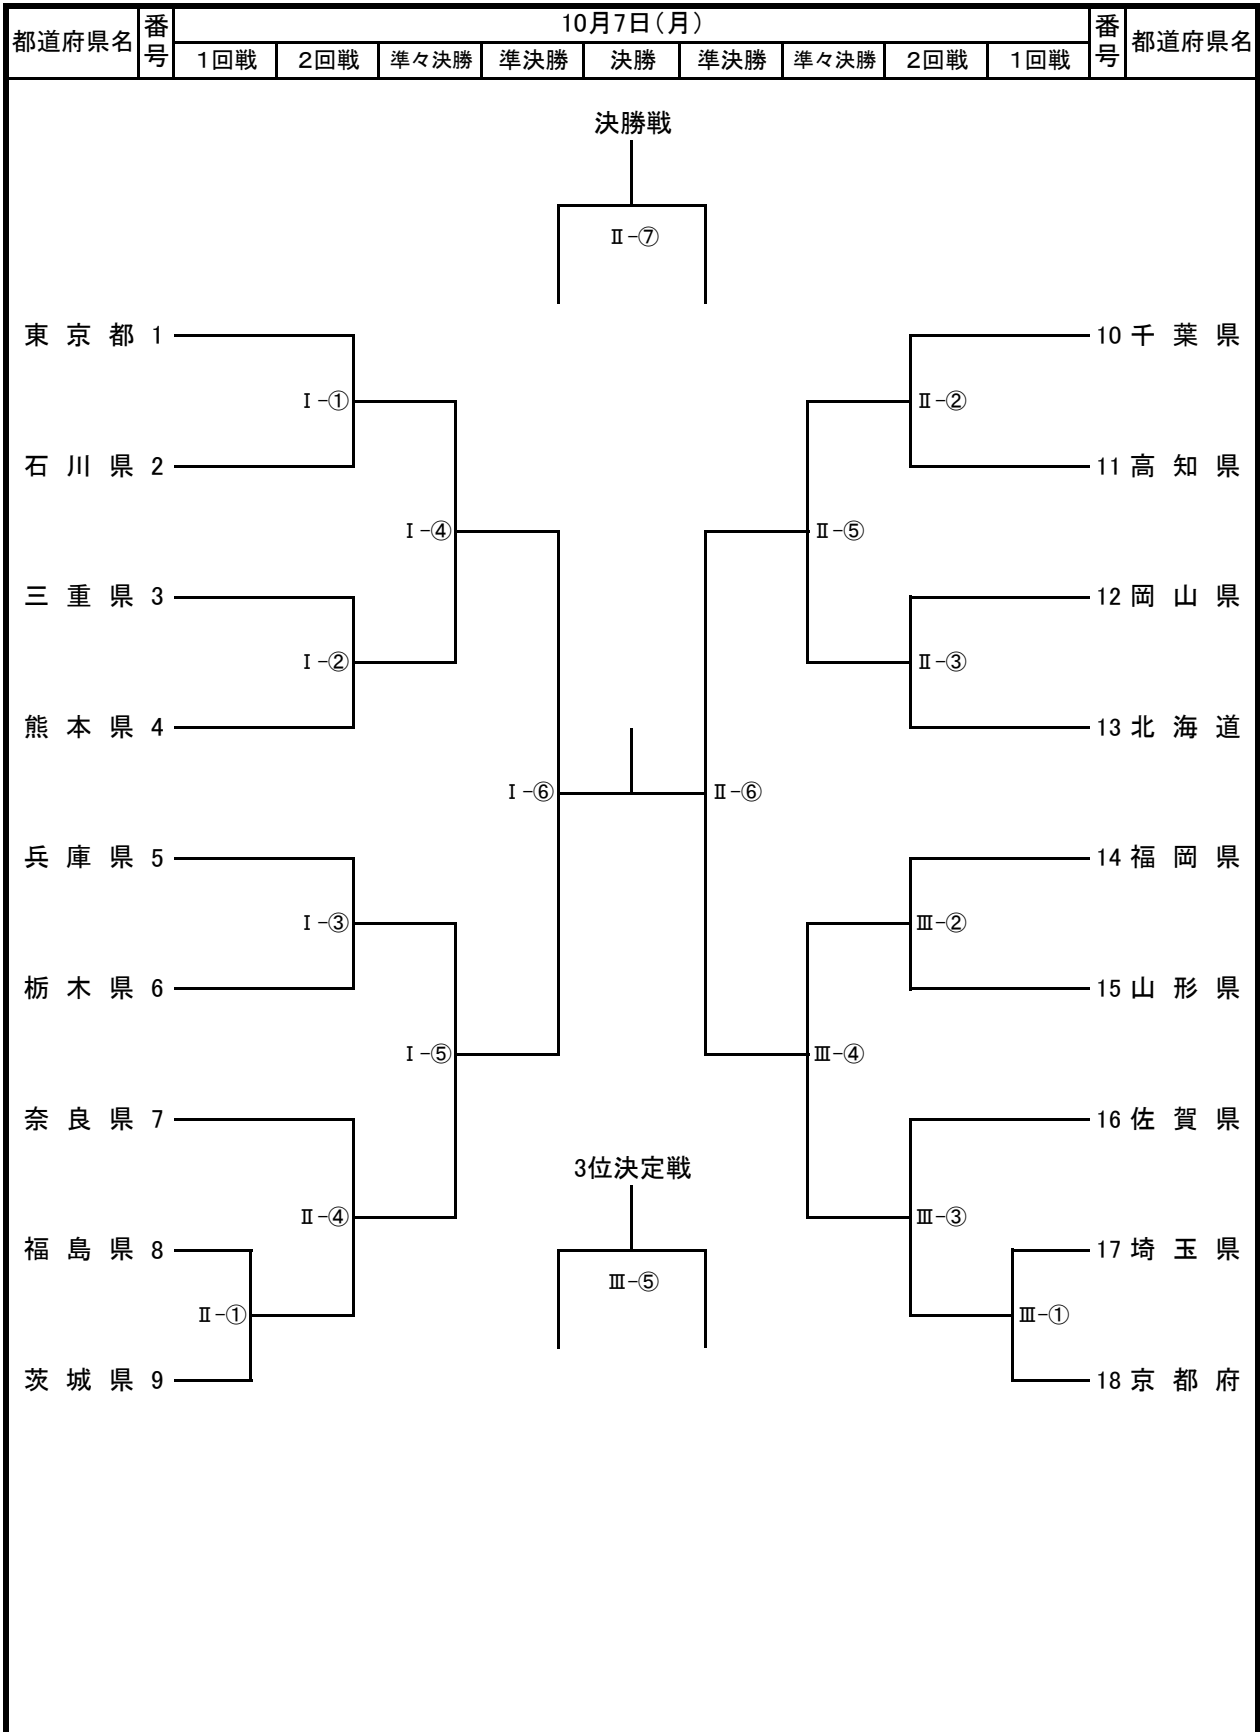 都道府県名 番号 10月7日(月) 番号 都道府県名
1回戦 2回戦 準々決勝 準決勝 決勝 準決勝 準々決勝 2回戦 1回戦
決勝戦
Ⅱ-⑦
東京都 1 10 千葉県
Ⅰ-① Ⅱ-②
石川県 2 11 高知県
Ⅰ-④ Ⅱ-⑤
三重県 3 12 岡山県
Ⅰ-② Ⅱ-③
熊本県 4 13 北海道
Ⅰ-⑥ Ⅱ-⑥
兵庫県 5 14 福岡県
Ⅰ-③ Ⅲ-②
栃木県 6 15 山形県
Ⅰ-⑤ Ⅲ-④
奈良県 7 16 佐賀県
3位決定戦
Ⅱ-④ Ⅲ-③
福島県 8 17 埼玉県
Ⅲ-⑤
Ⅱ-① Ⅲ-①
茨城県 9 18 京都府